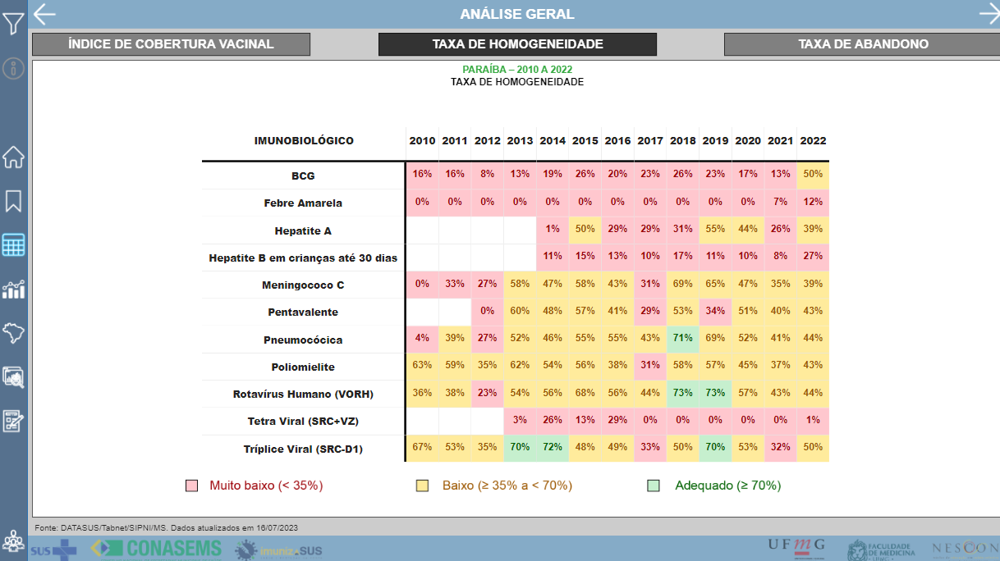 ANÁLISE GERAL
ÍNDICE DE COBERTURA VACINAL TAXA DE HOMOGENEIDADE TAXA DE ABANDONO
PARAÍBA – 2010 A 2022
TAXA DE HOMOGENEIDADE
IMUNOBIOLÓGICO 2010 2011 2012 2013 2014 2015 2016 2017 2018 2019 2020 2021 2022
BCG 16% 16% 8% 13% 19% 26% 20% 23% 26% 23% 17% 13% 50%
Febre Amarela 0% 0% 0% 0% 0% 0% 0% 0% 0% 0% 0% 7% 12%
Hepatite A 1% 50% 29% 29% 31% 55% 44% 26% 39%
Hepatite B em crianças até 30 dias 11% 15% 13% 10% 17% 11% 10% 8% 27%
Meningococo C 0% 33% 27% 58% 47% 58% 43% 31% 69% 65% 47% 35% 39%
Pentavalente 0% 60% 48% 57% 41% 29% 53% 34% 51% 40% 43%
Pneumocócica 4% 39% 27% 52% 46% 55% 55% 43% 71% 69% 52% 41% 44%
Poliomielite 63% 59% 35% 62% 54% 56% 38% 31% 58% 57% 45% 37% 43%
Rotavírus Humano (VORH) 36% 38% 23% 54% 56% 68% 56% 44% 73% 73% 57% 43% 44%
Tetra Viral (SRC+VZ) 3% 26% 13% 29% 0% 0% 0% 0% 0% 1%
Tríplice Viral (SRC-D1) 67% 53% 35% 70% 72% 48% 49% 33% 50% 70% 53% 32% 50%
Muito baixo (< 35%) Baixo (≥ 35% a < 70%) Adequado (≥ 70%)
Fonte: DATASUS/Tabnet/SIPNI/MS. Dados atualizados em 16/07/2023
SUS CONASEMS imunizaSUS UFMG FACULDADE DE MEDICINA UFMG NESCON